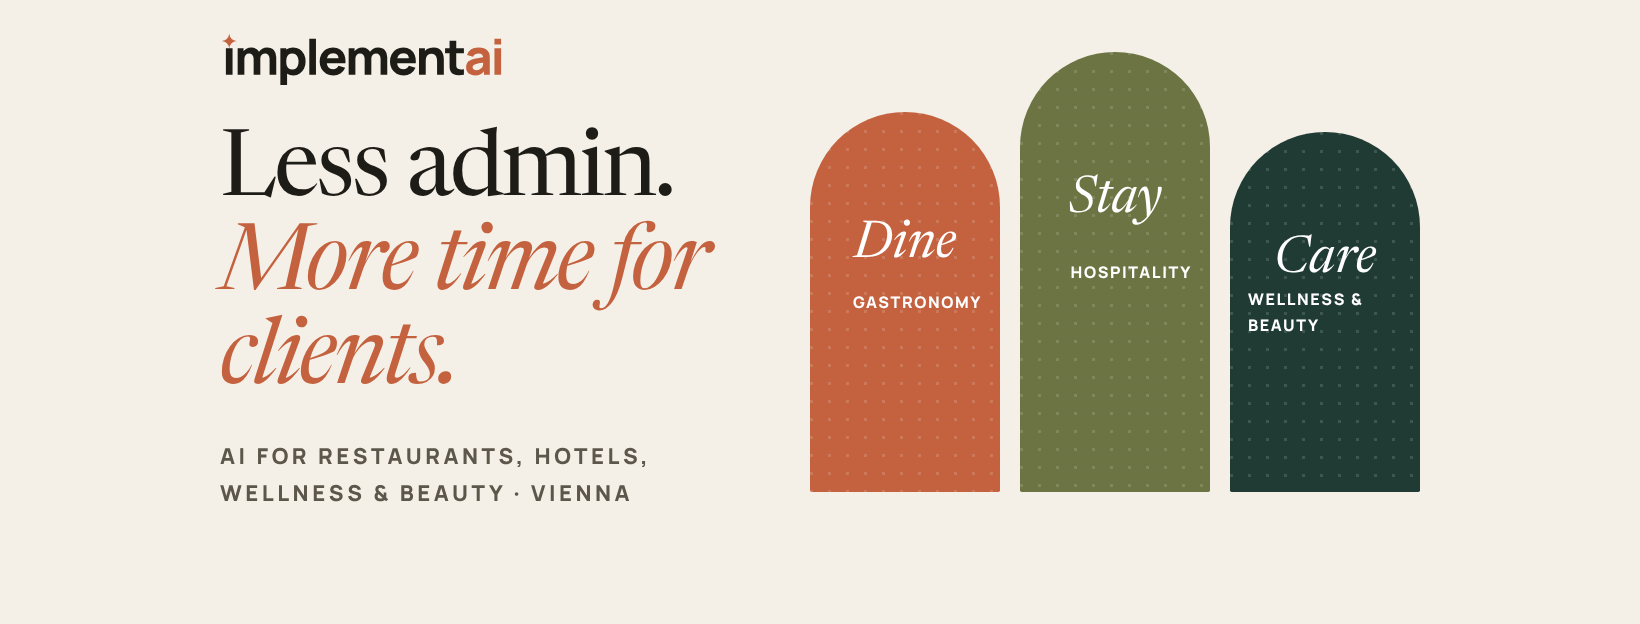 implementai
Less admin.
More time for
clients.
AI FOR RESTAURANTS, HOTELS,
WELLNESS & BEAUTY · VIENNA
Dine
GASTRONOMY
Stay
HOSPITALITY
Care
WELLNESS &
BEAUTY